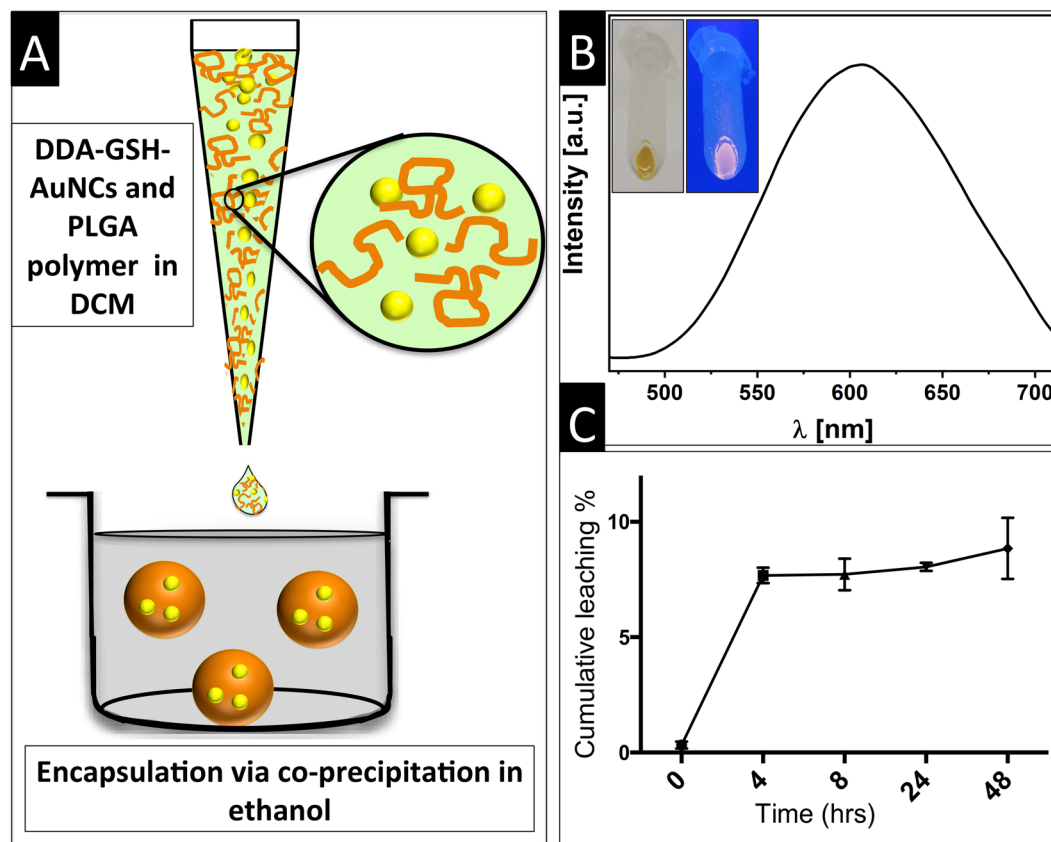 A
DDA-GSH-
AuNCs and
PLGA
polymer in
DCM
Encapsulation via co-precipitation in
ethanol
B
Intensity [a.u.]
500 550 600 650 700
λ [nm]
C
Cumulative leaching %
10
5
0
0 4 8 24 48
Time (hrs)